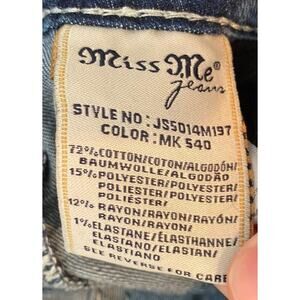 Miss Me®
jeans
STYLE NO : JS5014M197
COLOR : MK 540
72%COTTON/COTON/ALGODÓN/
BAUMWOLLE/ALGODÃO
15%POLYESTER/POLYESTER/
POLIÉSTER/POLYESTER/
POLIÉSTER
12%RAYON/RAYON/RAYÓN/
RAYON/RAYON/
1%ELASTANE/ELASTHANNE/
ELASTANO/ELASTAN/
ELASTANO
SEE REVERSE FOR CARE